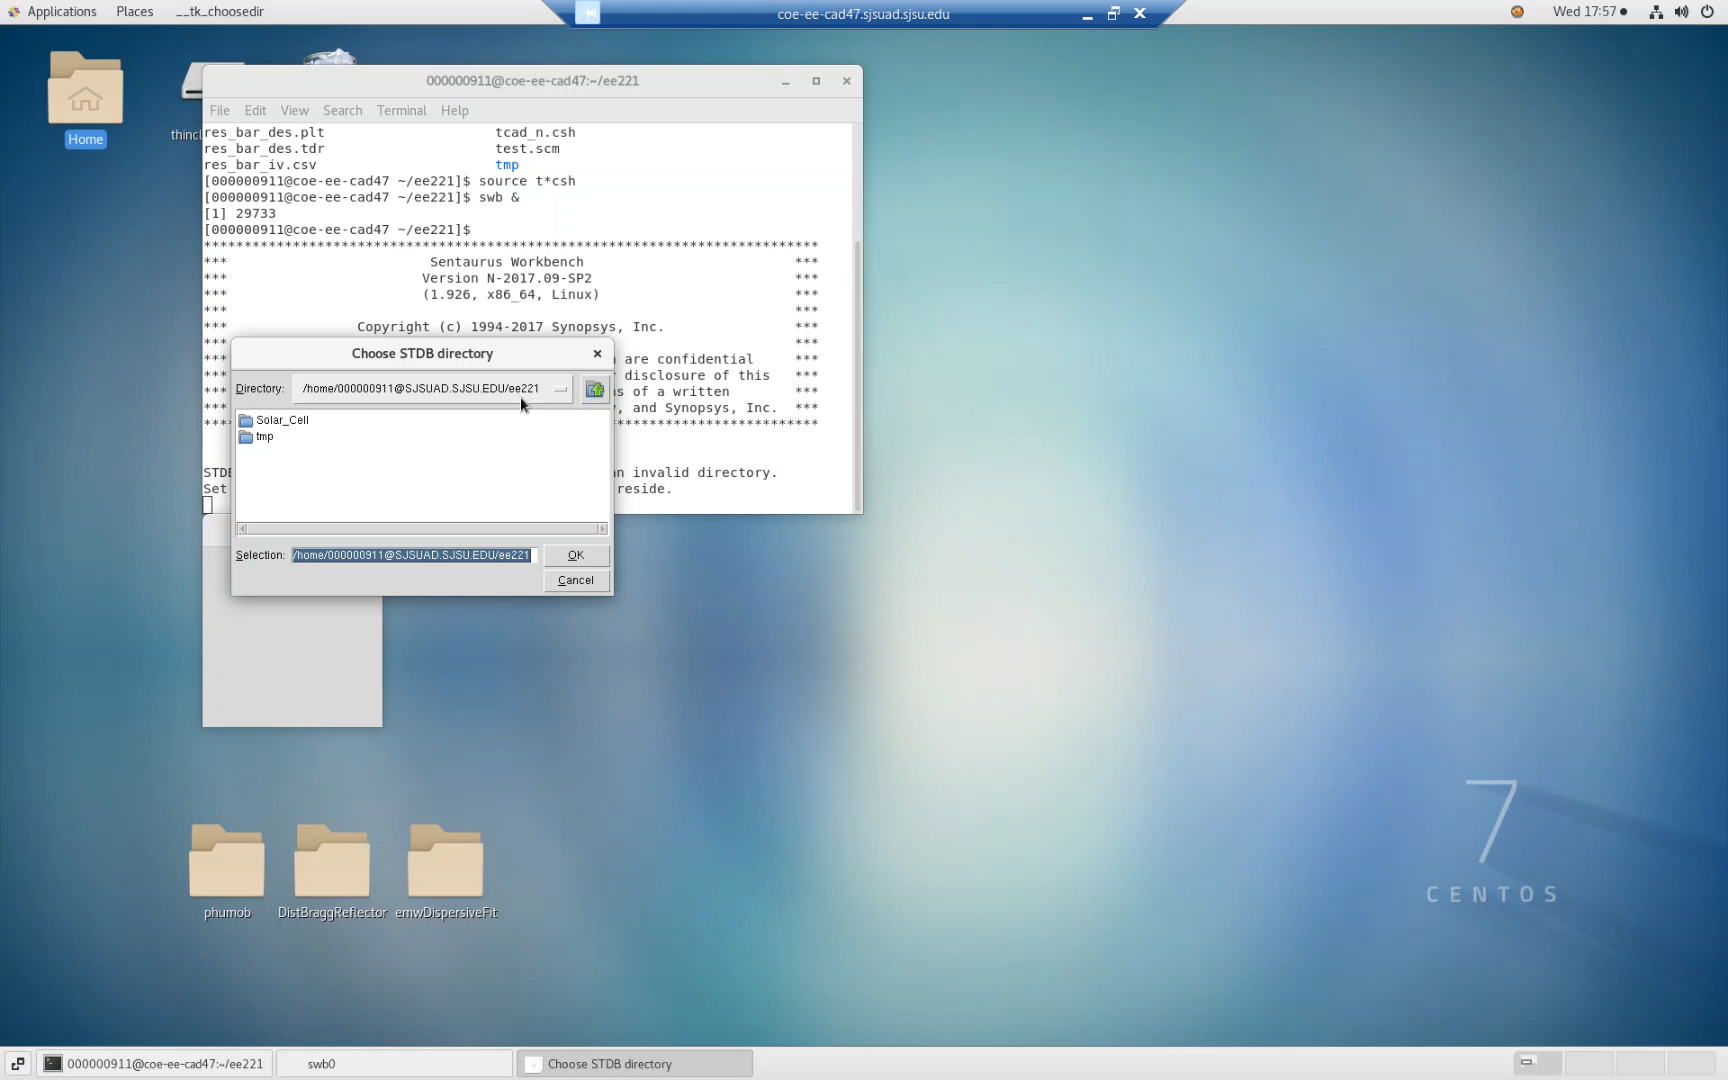 Applications Places __tk_choosedir
coe-ee-cad47.sjsuad.sjsu.edu
Wed 17:57
Home
thincl
000000911@coe-ee-cad47:~/ee221
File Edit View Search Terminal Help
res_bar_des.plt tcad_n.csh
res_bar_des.tdr test.scm
res_bar_iv.csv tmp
[000000911@coe-ee-cad47 ~/ee221]$ source t*csh
[000000911@coe-ee-cad47 ~/ee221]$ swb &
[1] 29733
[000000911@coe-ee-cad47 ~/ee221]$
****************************************************************************
*** Sentaurus Workbench ***
*** Version N-2017.09-SP2 ***
*** (1.926, x86_64, Linux) ***
*** ***
*** Copyright (c) 1994-2017 Synopsys, Inc. ***
*** ***
*** are confidential ***
*** disclosure of this ***
*** s of a written ***
*** , and Synopsys, Inc. ***
STDB n invalid directory.
Set reside.
Choose STDB directory
Directory: /home/000000911@SJSUAD.SJSU.EDU/ee221
Solar_Cell
tmp
Selection: /home/000000911@SJSUAD.SJSU.EDU/ee221 OK
Cancel
phumob DistBraggReflector emwDispersiveFit
7
CENTOS
000000911@coe-ee-cad47:~/ee221 swb0 Choose STDB directory